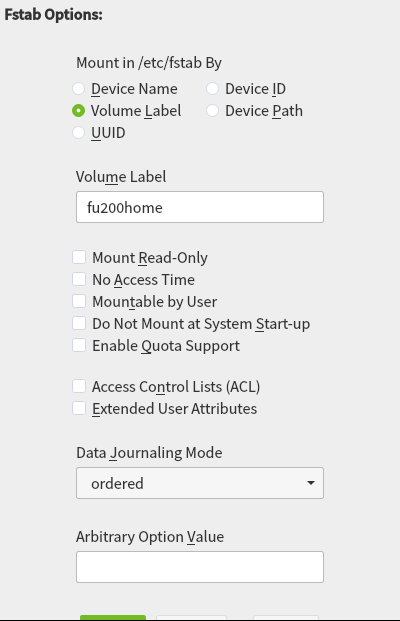 Fstab Options:
Mount in /etc/fstab By
Device Name Device ID
Volume Label Device Path
UUID
Volume Label
fu200home
Mount Read-Only
No Access Time
Mountable by User
Do Not Mount at System Start-up
Enable Quota Support
Access Control Lists (ACL)
Extended User Attributes
Data Journaling Mode
ordered
Arbitrary Option Value